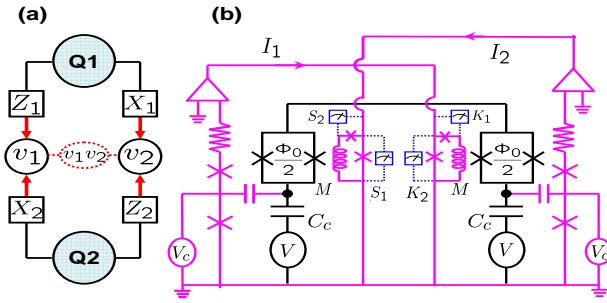 (a)
Q1
Z1 X1
v1 v1v2 v2
X2 Z2
Q2
(b)
I1 I2
S2 K1
Φ0/2 Φ0/2
M S1 K2 M
Cc Cc
Vc V V Vc